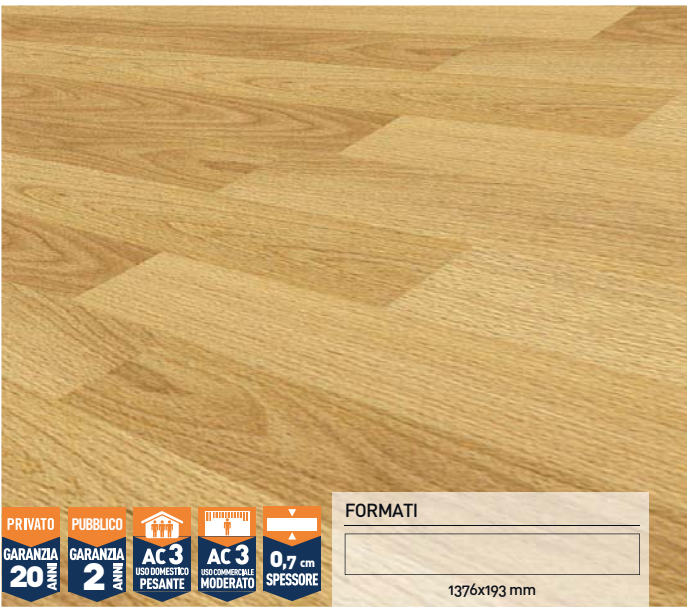 PRIVATO
GARANZIA
20 ANNI
PUBBLICO
GARANZIA
2 ANNI
AC 3
USO DOMESTICO
PESANTE
AC 3
USO COMMERCIALE
MODERATO
0,7 cm
SPESSORE
FORMATI
1376x193 mm